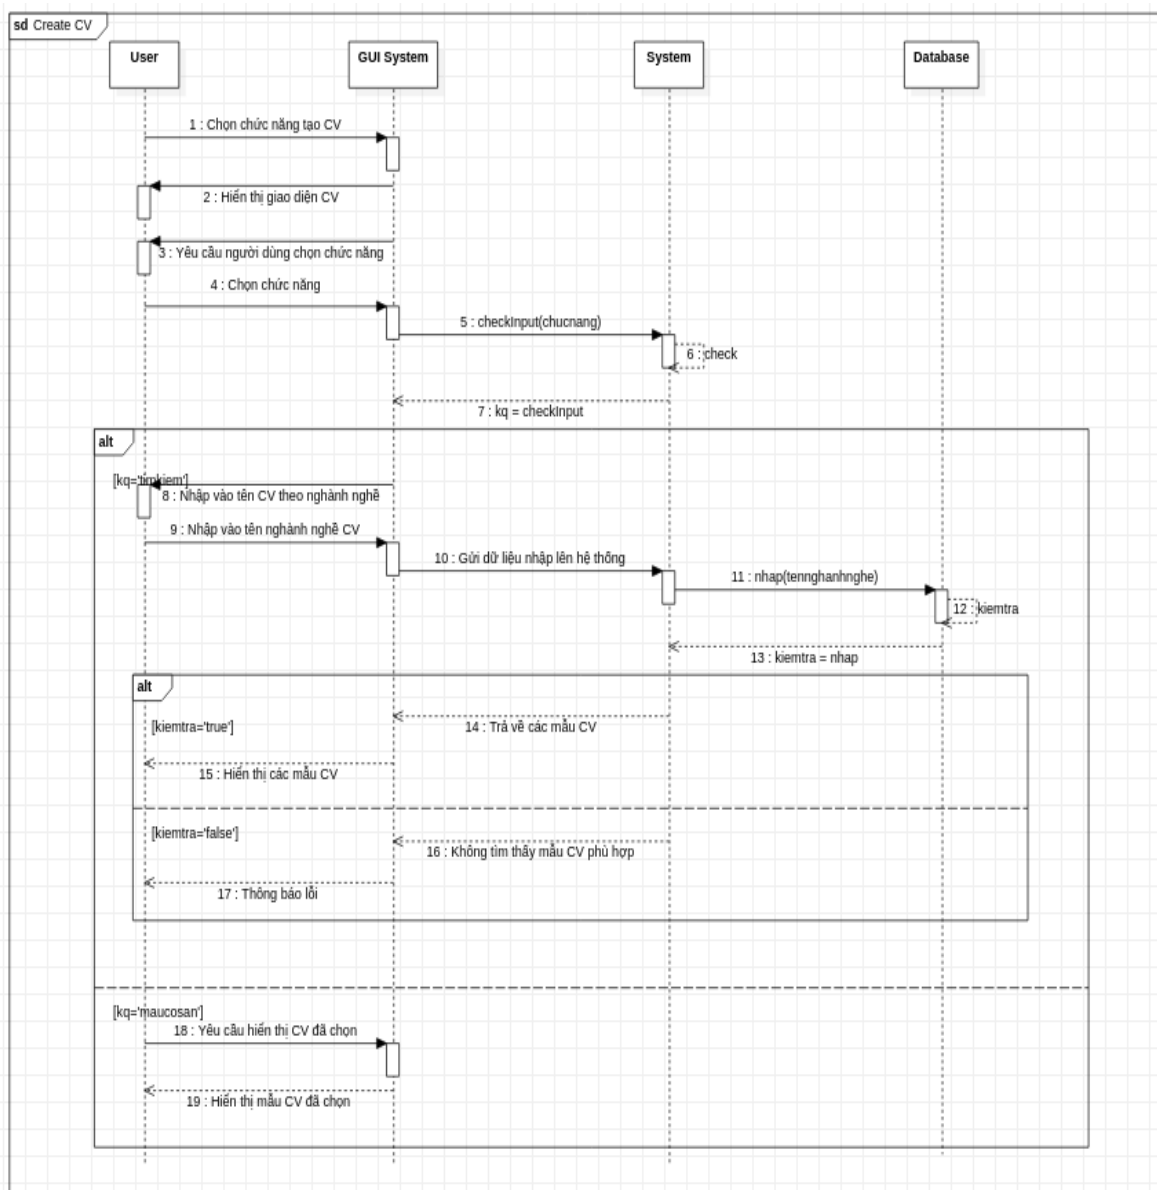 sd Create CV
User
GUI System
System
Database
1 : Chọn chức năng tạo CV
2 : Hiển thị giao diện CV
3 : Yêu cầu người dùng chọn chức năng
4 : Chọn chức năng
5 : checkInput(chucnang)
6 : check
7 : kq = checkInput
alt
[kq='timkiem']
8 : Nhập vào tên CV theo nghành nghề
9 : Nhập vào tên nghành nghề CV
10 : Gửi dữ liệu nhập lên hệ thống
11 : nhap(tennghanhnghe)
12 : kiemtra
13 : kiemtra = nhap
alt
[kiemtra='true']
14 : Trả về các mẫu CV
15 : Hiển thị các mẫu CV
[kiemtra='false']
16 : Không tìm thấy mẫu CV phù hợp
17 : Thông báo lỗi
[kq='maucosan']
18 : Yêu cầu hiển thị CV đã chọn
19 : Hiển thị mẫu CV đã chọn